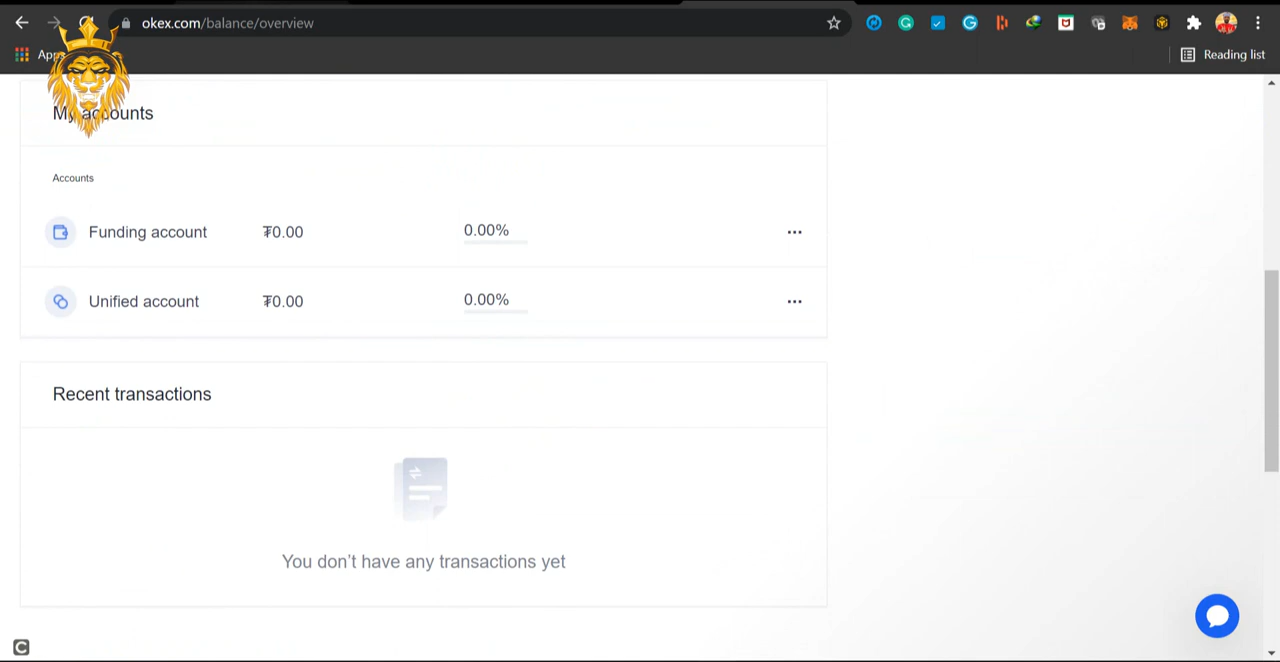 okex.com/balance/overview
Apps
Reading list
My accounts
Accounts
Funding account ₮0.00 0.00%
Unified account ₮0.00 0.00%
Recent transactions
You don't have any transactions yet